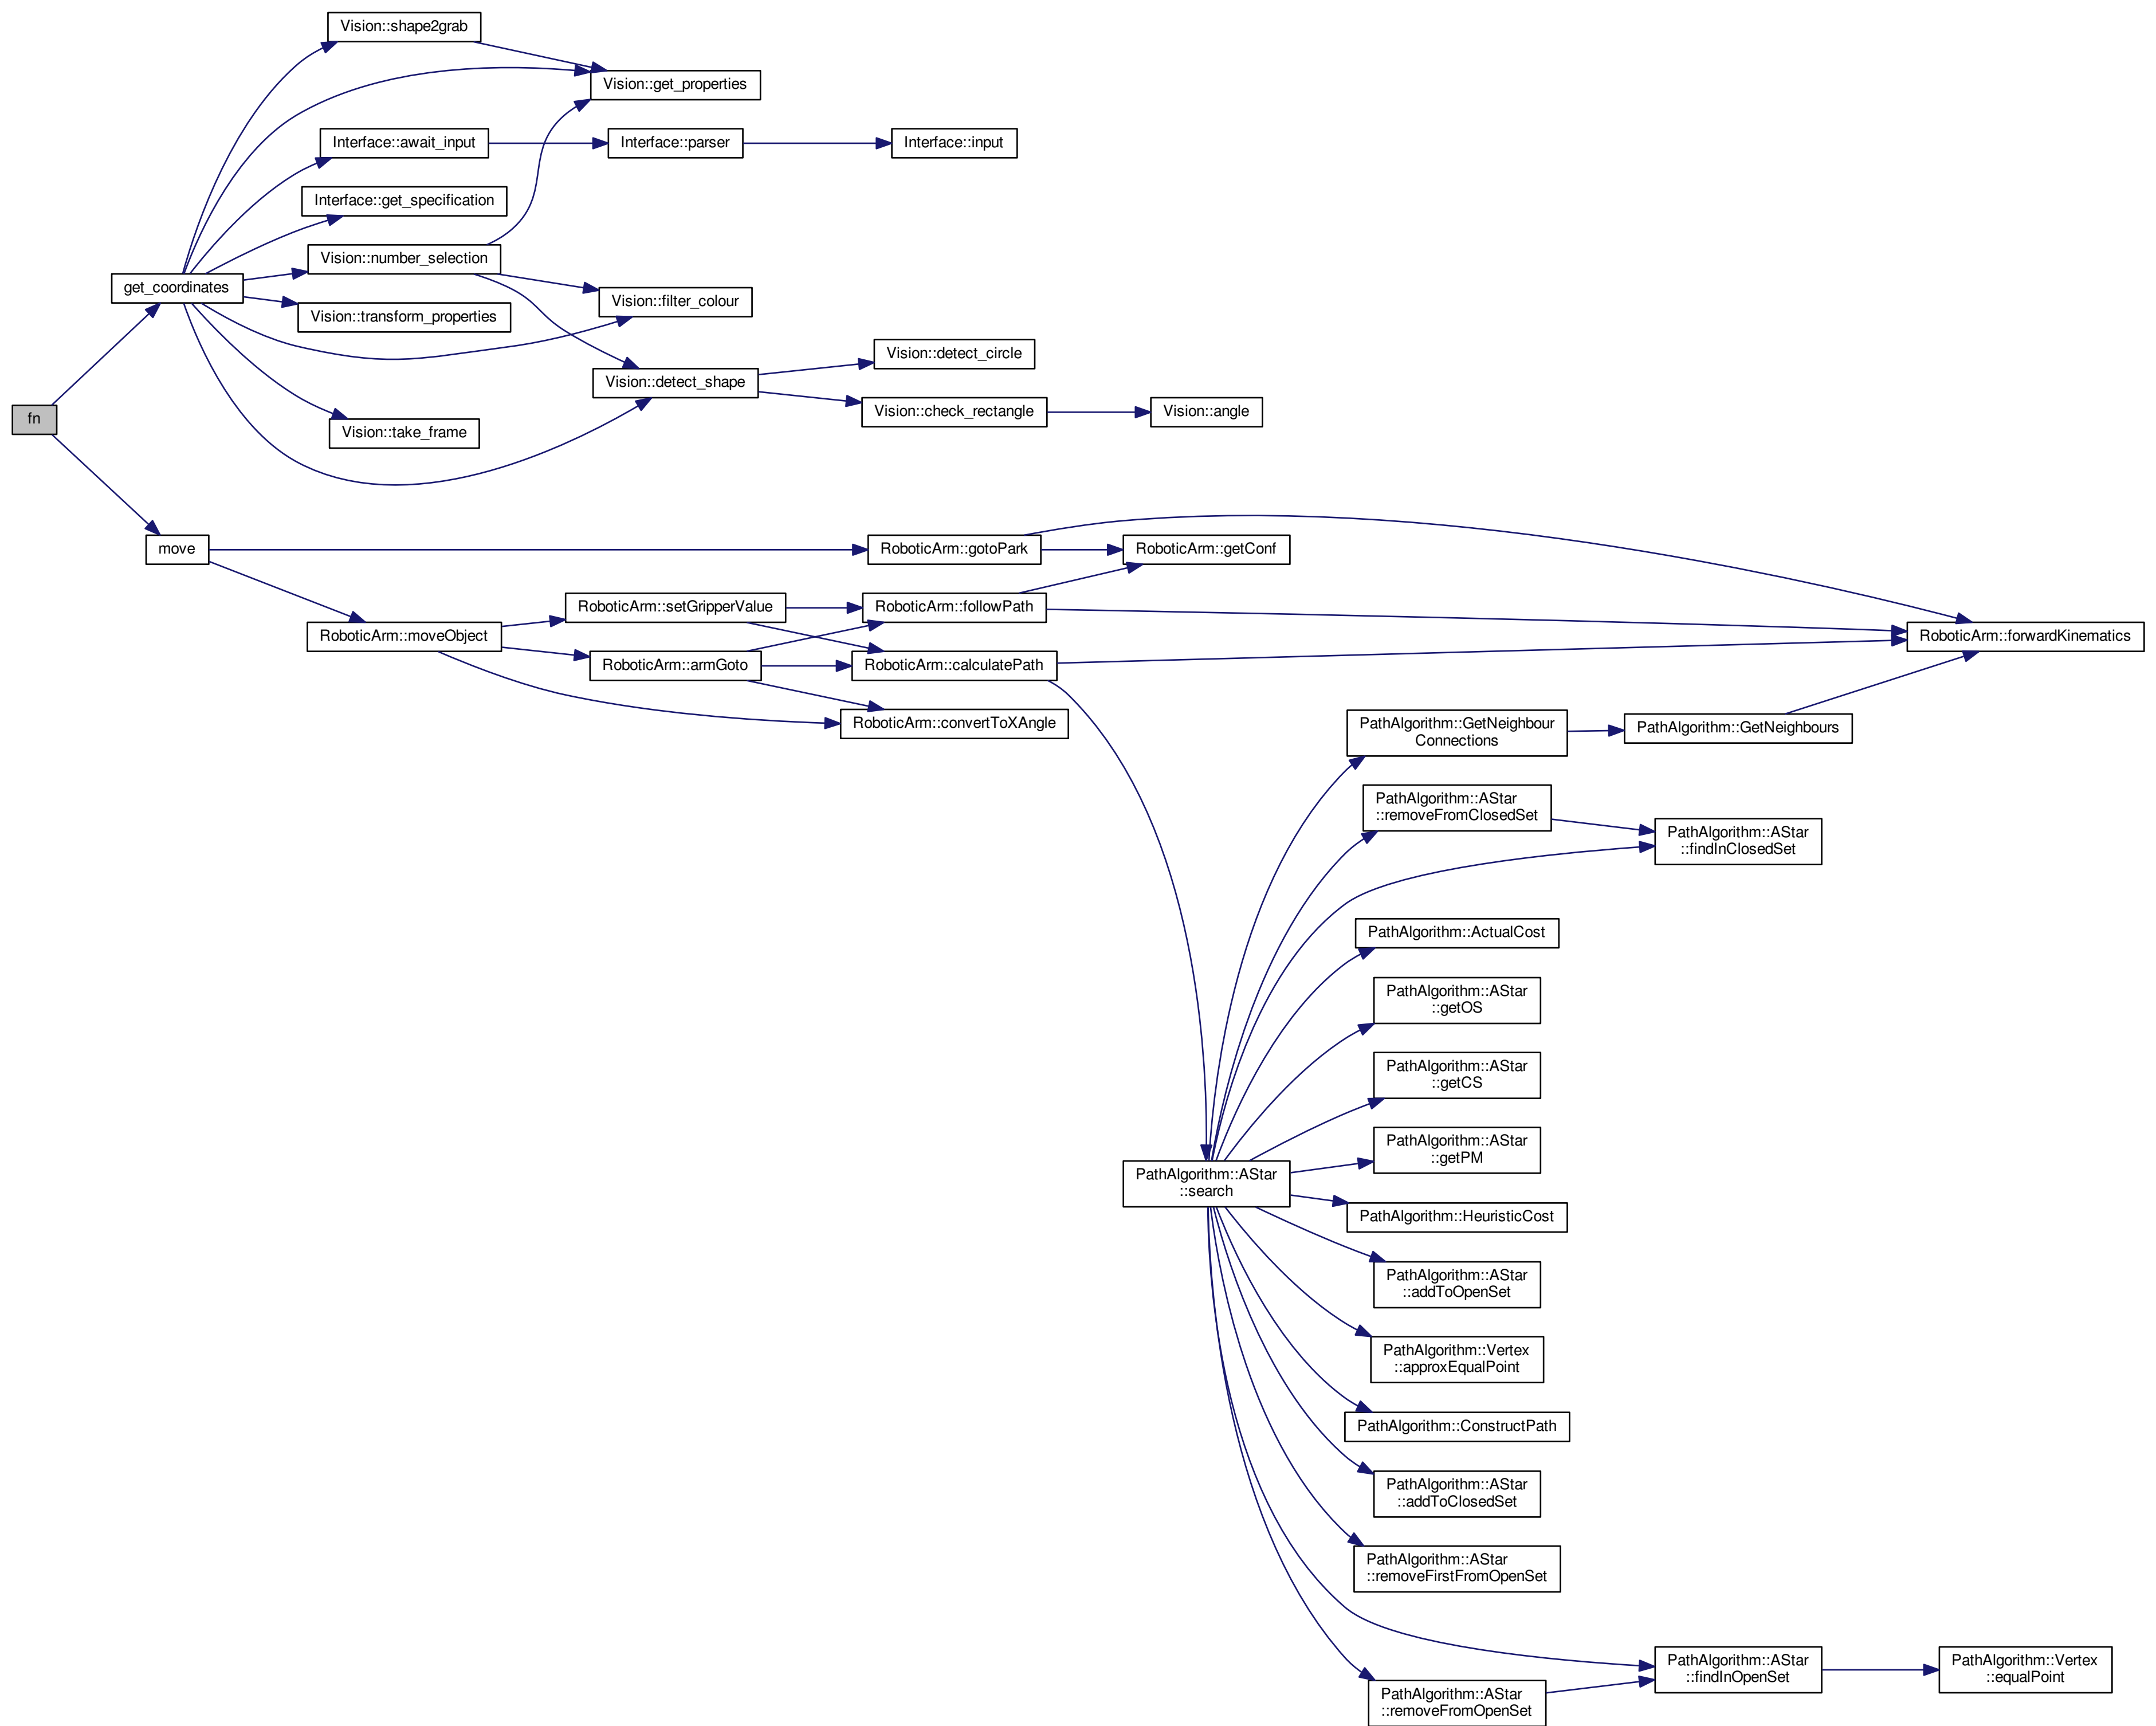 Vision::shape2grab
Vision::get_properties
Interface::await_input
Interface::parser
Interface::input
Interface::get_specification
Vision::number_selection
get_coordinates
Vision::filter_colour
Vision::transform_properties
Vision::detect_circle
Vision::detect_shape
Vision::check_rectangle
Vision::angle
fn
Vision::take_frame
move
RoboticArm::gotoPark
RoboticArm::getConf
RoboticArm::setGripperValue
RoboticArm::followPath
RoboticArm::moveObject
RoboticArm::forwardKinematics
RoboticArm::armGoto
RoboticArm::calculatePath
RoboticArm::convertToXAngle
PathAlgorithm::GetNeighbour
Connections
PathAlgorithm::GetNeighbours
PathAlgorithm::AStar
::removeFromClosedSet
PathAlgorithm::AStar
::findInClosedSet
PathAlgorithm::ActualCost
PathAlgorithm::AStar
::getOS
PathAlgorithm::AStar
::getCS
PathAlgorithm::AStar
::getPM
PathAlgorithm::AStar
::search
PathAlgorithm::HeuristicCost
PathAlgorithm::AStar
::addToOpenSet
PathAlgorithm::Vertex
::approxEqualPoint
PathAlgorithm::ConstructPath
PathAlgorithm::AStar
::addToClosedSet
PathAlgorithm::AStar
::removeFirstFromOpenSet
PathAlgorithm::AStar
::findInOpenSet
PathAlgorithm::Vertex
::equalPoint
PathAlgorithm::AStar
::removeFromOpenSet